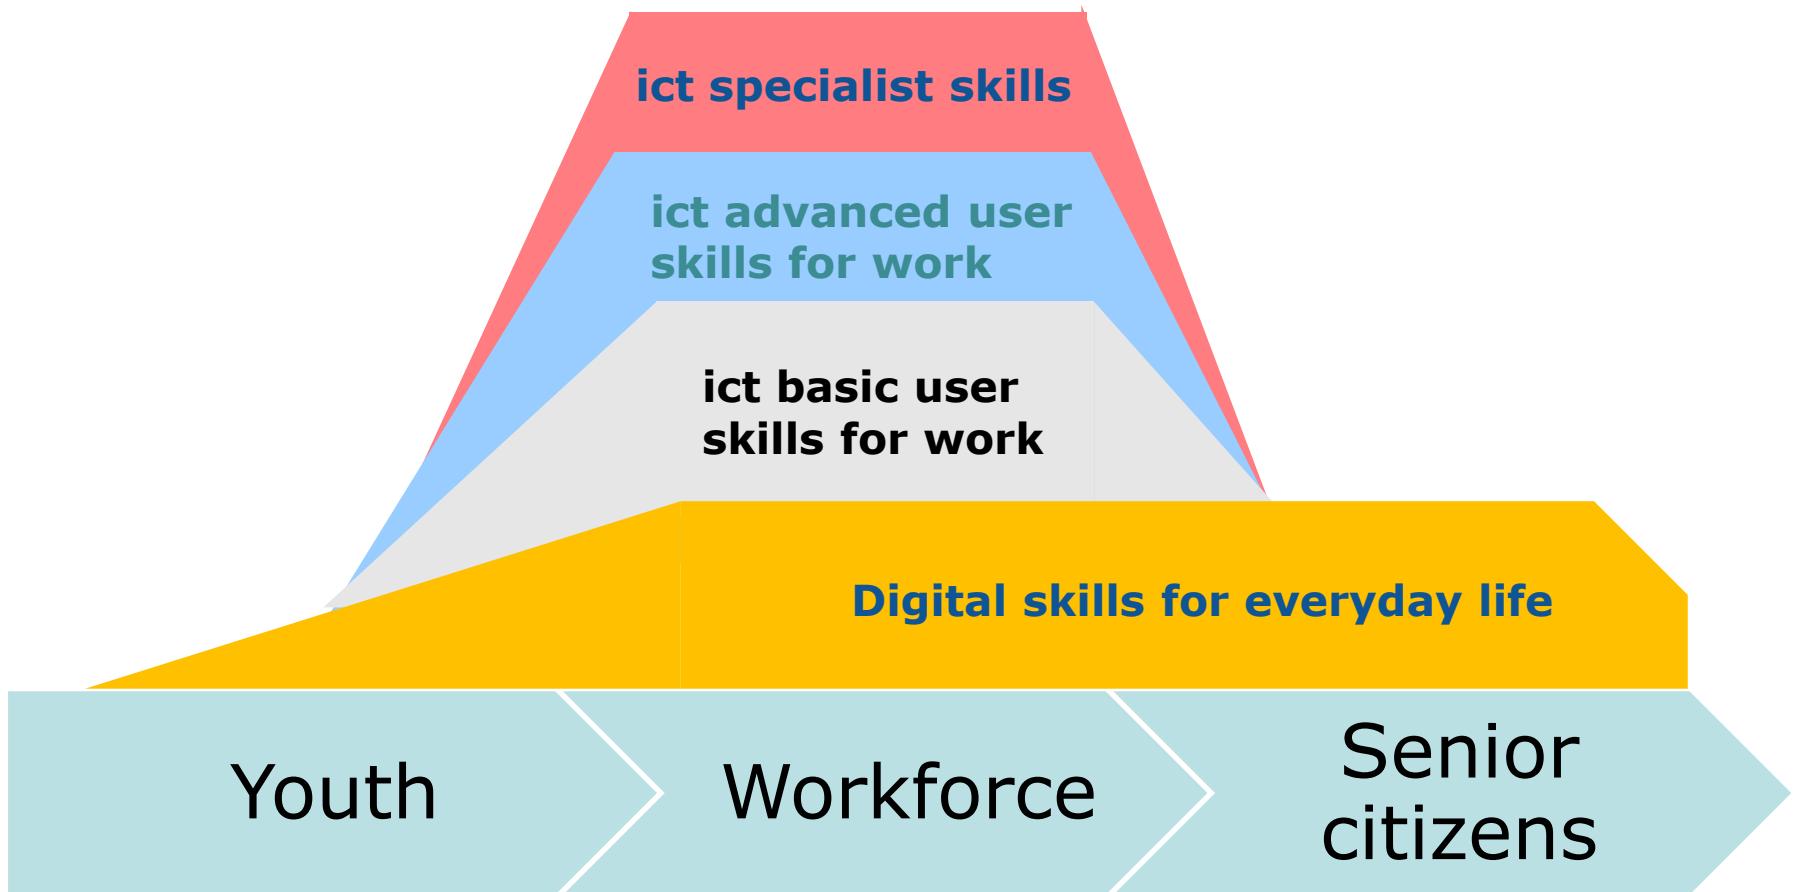 ict specialist skills
ict advanced user
skills for work
ict basic user
skills for work
Digital skills for everyday life
Youth
Workforce
Senior
citizens